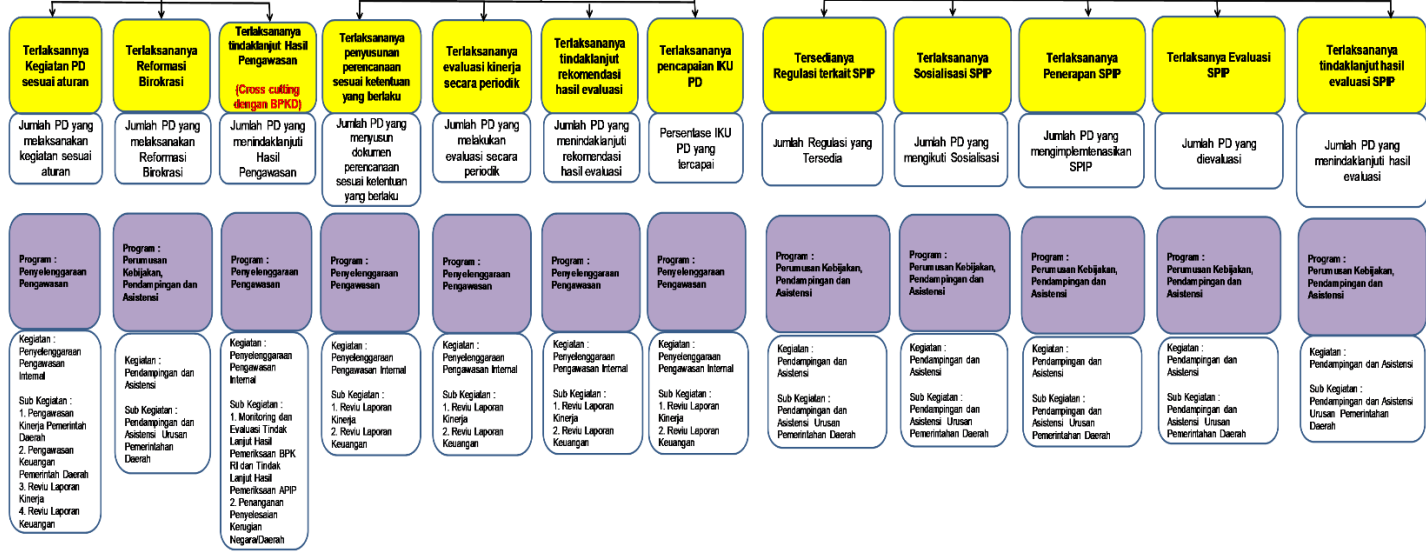 Terlaksannya
Kegiatan PD
sesuai aturan
Jumlah PD yang
melaksanakan
kegiatan sesuai
aturan
Program :
Penyelenggaraan
Pengawasan
Kegiatan :
Penyelenggaraan
Pengawasan
Internal
Sub Kegiatan :
1. Pengawasan
Kinerja Pemerintah
Daerah
2. Pengawasan
Keuangan
Pemerintah Daerah
3. Reviu Laporan
Kinerja
4. Reviu Laporan
Keuangan
Terlaksananya
Reformasi
Birokrasi
Jumlah PD yang
melaksanakan
Reformasi
Birokrasi
Program :
Perumusan
Kebijakan,
Pendampingan dan
Asistensi
Kegiatan :
Pendampingan dan
Asistensi
Sub Kegiatan :
Pendampingan dan
Asistensi Urusan
Pemerintahan
Daerah
Terlaksananya
tindaklanjut Hasil
Pengawasan
(Cross cutting
dengan BPKD)
Jumlah PD yang
menindaklanjuti
Hasil
Pengawasan
Program :
Penyelenggaraan
Pengawasan
Kegiatan :
Penyelenggaraan
Pengawasan
Internal
Sub Kegiatan :
1. Monitoring dan
Evaluasi Tindak
Lanjut Hasil
Pemeriksaan BPK
RI dan Tindak
Lanjut Hasil
Pemeriksaan APIP
2. Penanganan
Penyelesaian
Kerugian
Negara/Daerah
Terlaksananya
penyusunan
perencanaan
sesuai ketentuan
yang berlaku
Jumlah PD yang
menyusun
dokumen
perencanaan
sesuai ketentuan
yang berlaku
Program :
Penyelenggaraan
Pengawasan
Kegiatan :
Penyelenggaraan
Pengawasan Internal
Sub Kegiatan :
1. Reviu Laporan
Kinerja
2. Reviu Laporan
Keuangan
Terlaksananya
evaluasi kinerja
secara periodik
Jumlah PD yang
melakukan
evaluasi secara
periodik
Program :
Penyelenggaraan
Pengawasan
Kegiatan :
Penyelenggaraan
Pengawasan Internal
Sub Kegiatan :
1. Reviu Laporan
Kinerja
2. Reviu Laporan
Keuangan
Terlaksananya
tindaklanjut
rekomendasi
hasil evaluasi
Jumlah PD yang
menindaklanjuti
rekomendasi
hasil evaluasi
Program :
Penyelenggaraan
Pengawasan
Kegiatan :
Penyelenggaraan
Pengawasan Internal
Sub Kegiatan :
1. Reviu Laporan
Kinerja
2. Reviu Laporan
Keuangan
Terlaksananya
pencapaian IKU
PD
Persentase IKU
PD yang
tercapai
Program :
Penyelenggaraan
Pengawasan
Kegiatan :
Penyelenggaraan
Pengawasan Internal
Sub Kegiatan :
1. Reviu Laporan
Kinerja
2. Reviu Laporan
Keuangan
Tersedianya
Regulasi terkait SPIP
Jumlah Regulasi yang
Tersedia
Program :
Perumusan Kebijakan,
Pendampingan dan
Asistensi
Kegiatan :
Pendampingan dan
Asistensi
Sub Kegiatan :
Pendampingan dan
Asistensi Urusan
Pemerintahan Daerah
Terlaksananya
Sosialisasi SPIP
Jumlah PD yang
mengikuti Sosialisasi
Program :
Perumusan Kebijakan,
Pendampingan dan
Asistensi
Kegiatan :
Pendampingan dan
Asistensi
Sub Kegiatan :
Pendampingan dan
Asistensi Urusan
Pemerintahan Daerah
Terlaksananya
Penerapan SPIP
Jumlah PD yang
mengimplemtenasikan
SPIP
Program :
Perumusan Kebijakan,
Pendampingan dan
Asistensi
Kegiatan :
Pendampingan dan
Asistensi
Sub Kegiatan :
Pendampingan dan
Asistensi Urusan
Pemerintahan Daerah
Terlaksanya Evaluasi
SPIP
Jumlah PD yang
dievaluasi
Program :
Perumusan Kebijakan,
Pendampingan dan
Asistensi
Kegiatan :
Pendampingan dan
Asistensi
Sub Kegiatan :
Pendampingan dan
Asistensi Urusan
Pemerintahan Daerah
Terlaksananya
tindaklanjut hasil
evaluasi SPIP
Jumlah PD yang
menindaklanjuti hasil
evaluasi
Program :
Perumusan Kebijakan,
Pendampingan dan
Asistensi
Kegiatan :
Pendampingan dan Asistensi
Sub Kegiatan :
Pendampingan dan Asistensi
Urusan Pemerintahan
Daerah